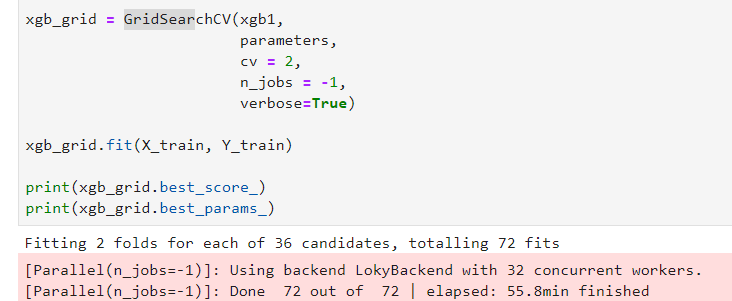 xgb_grid = GridSearchCV(xgb1,
parameters,
cv = 2,
n_jobs = -1,
verbose=True)
xgb_grid.fit(X_train, Y_train)
print(xgb_grid.best_score_)
print(xgb_grid.best_params_)
Fitting 2 folds for each of 36 candidates, totalling 72 fits
[Parallel(n_jobs=-1)]: Using backend LokyBackend with 32 concurrent workers.
[Parallel(n_jobs=-1)]: Done  72 out of  72 | elapsed: 55.8min finished